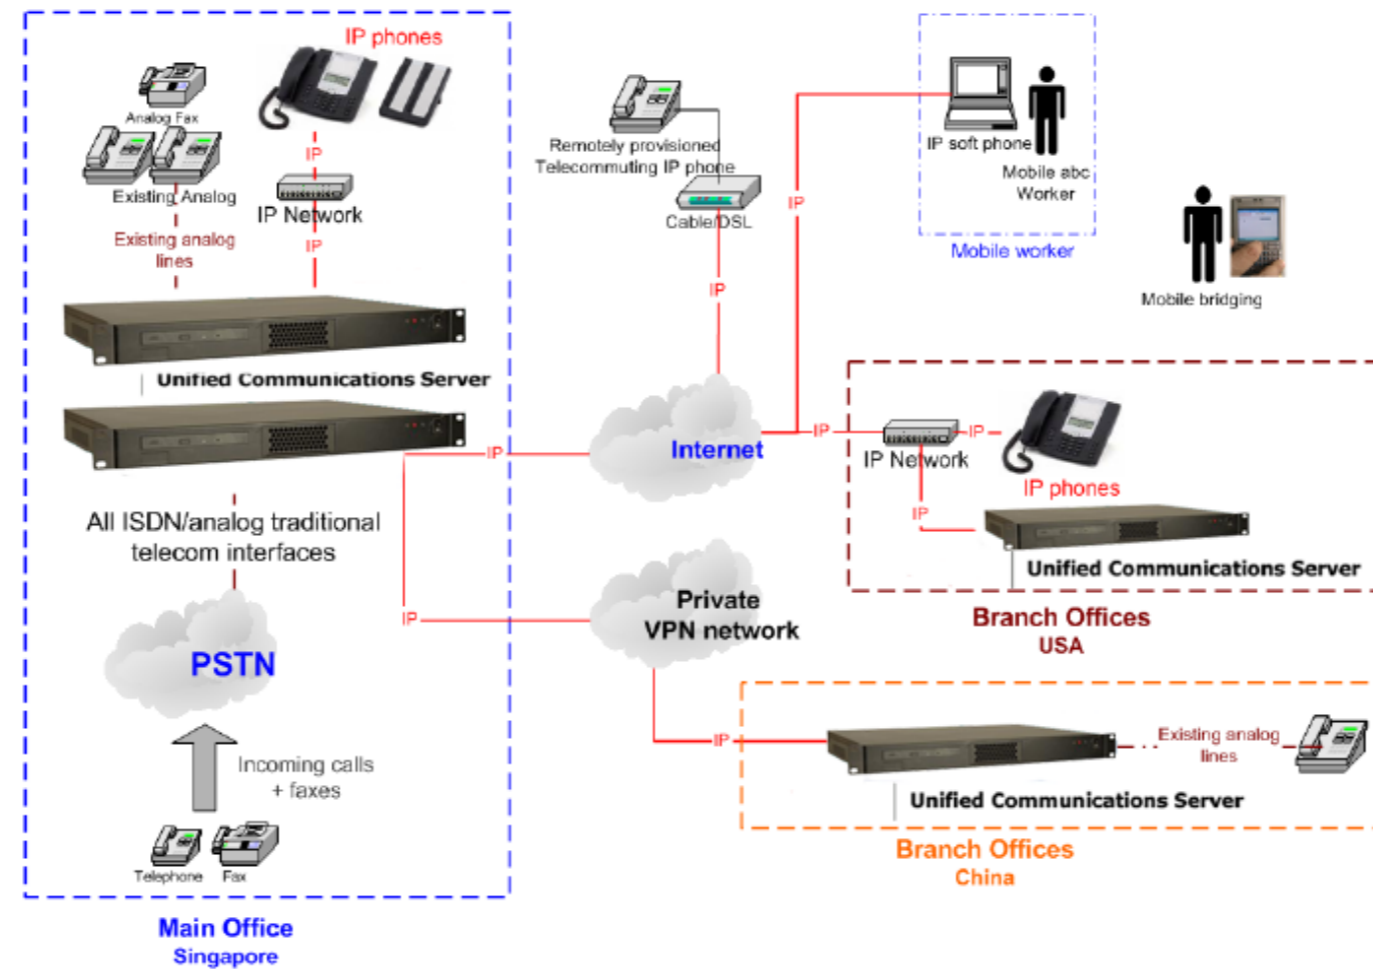 IP phones
Analog Fax
Existing Analog
IP
IP Network
IP
Existing analog
lines
Unified Communications Server
IP
All ISDN/analog traditional
telecom interfaces
IP
PSTN
Incoming calls
+ faxes
Telephone
Fax
Main Office
Singapore
Remotely provisioned
Telecommuting IP phone
Cable/DSL
IP
IP
Internet
Private
VPN network
IP soft phone
Mobile abc
Worker
Mobile worker
Mobile bridging
IP
IP Network
IP
IP phones
IP
Unified Communications Server
Branch Offices
USA
IP
Existing analog
lines
Unified Communications Server
Branch Offices
China